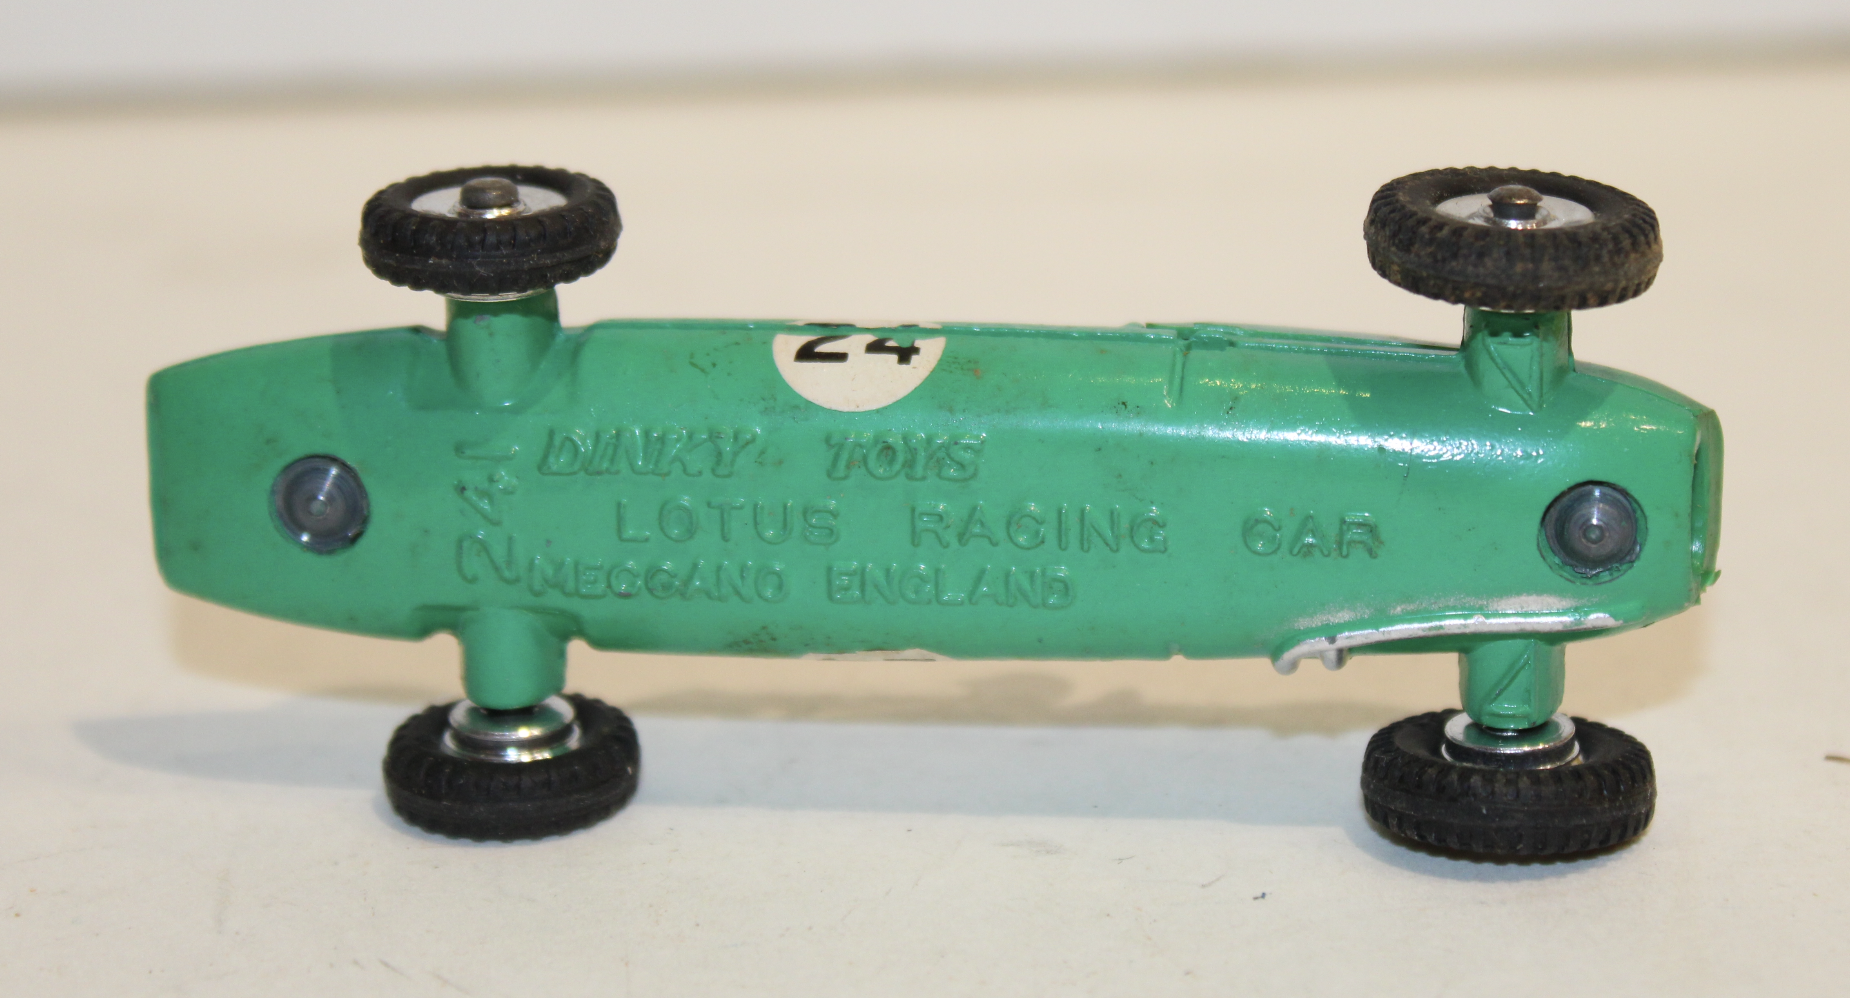 24
DINKY TOYS
241
LOTUS RACING CAR
MECCANO ENGLAND